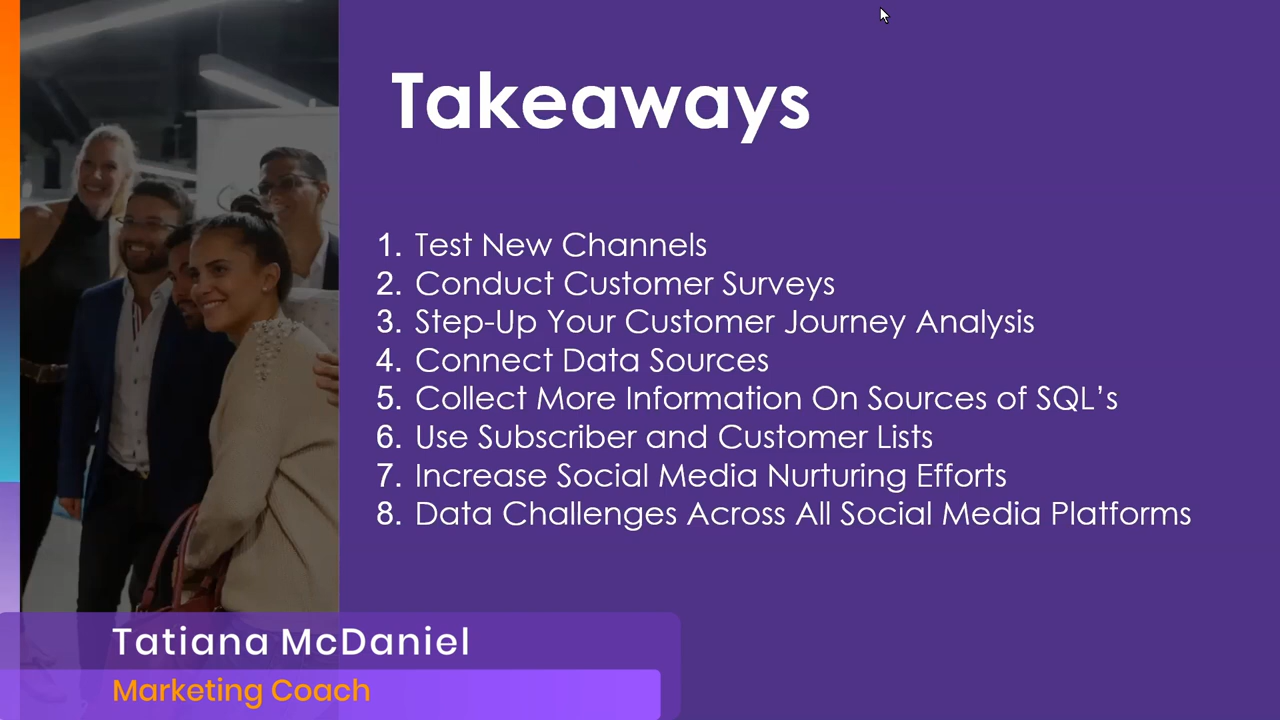 Takeaways
1. Test New Channels
2. Conduct Customer Surveys
3. Step-Up Your Customer Journey Analysis
4. Connect Data Sources
5. Collect More Information On Sources of SQL’s
6. Use Subscriber and Customer Lists
7. Increase Social Media Nurturing Efforts
8. Data Challenges Across All Social Media Platforms
Tatiana McDaniel
Marketing Coach